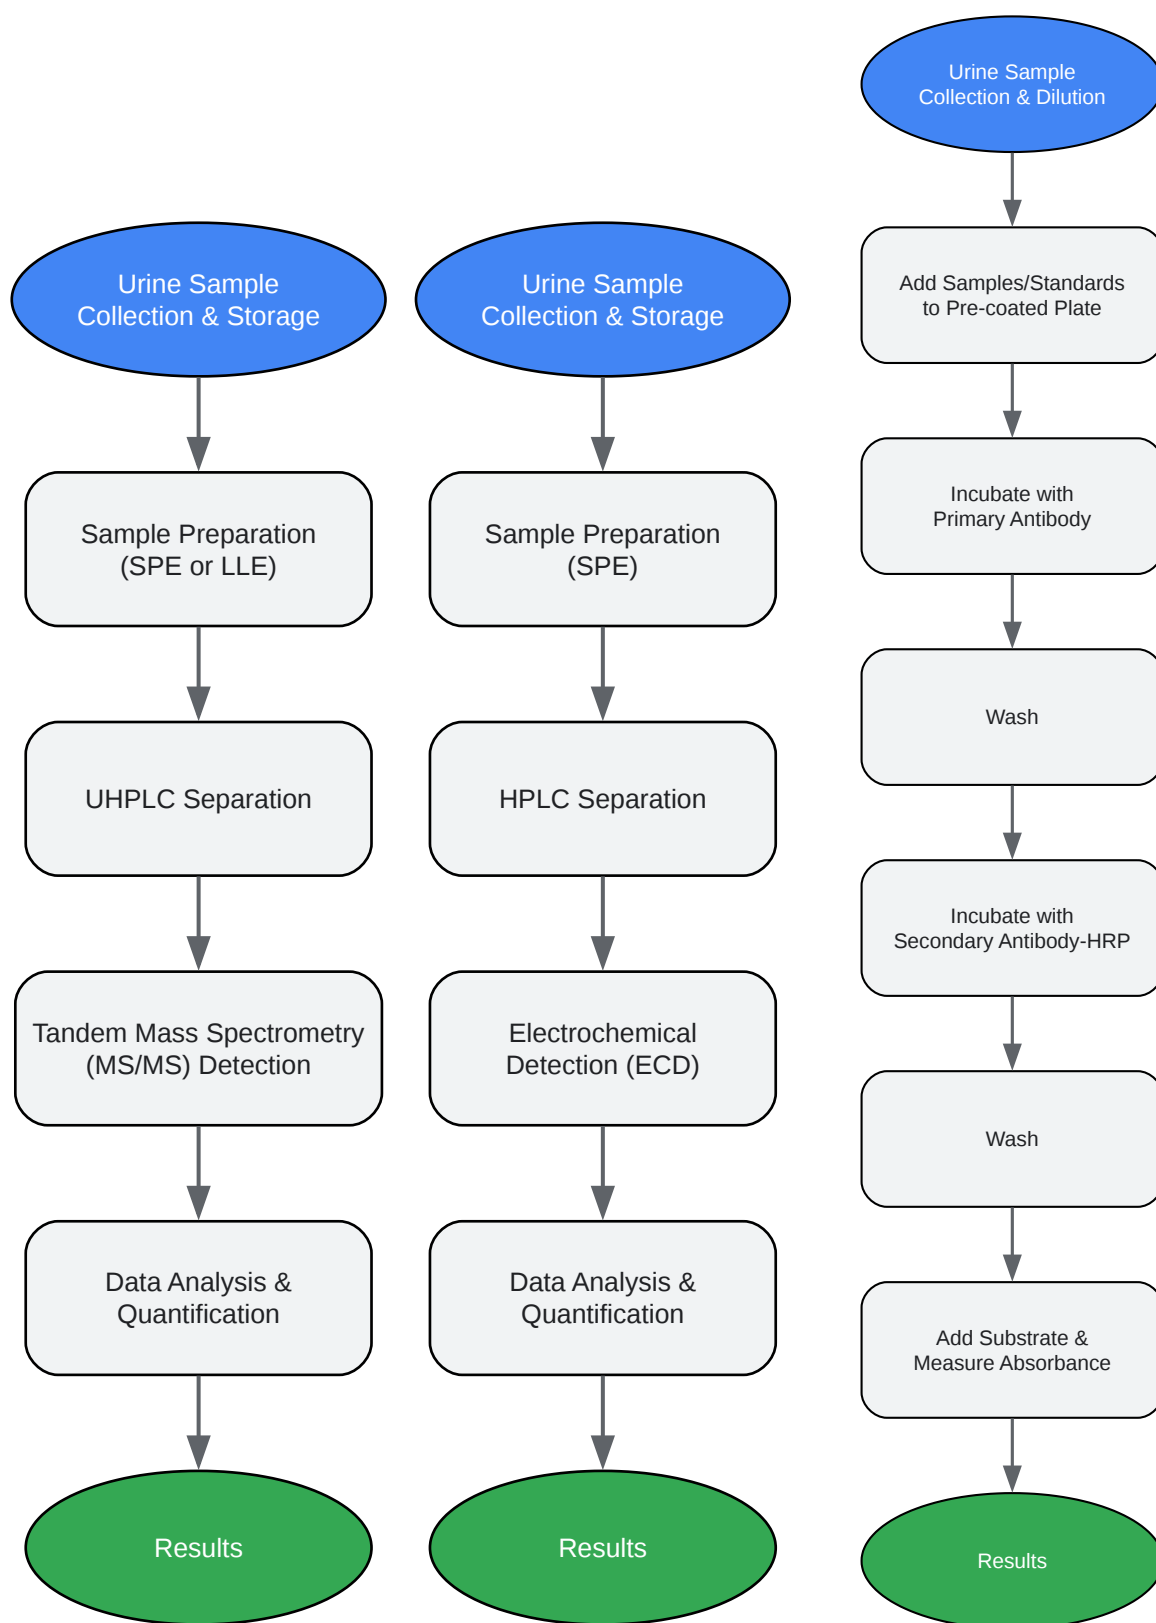 Urine Sample
Collection & Storage
Sample Preparation
(SPE or LLE)
UHPLC Separation
Tandem Mass Spectrometry
(MS/MS) Detection
Data Analysis &
Quantification
Results
Urine Sample
Collection & Storage
Sample Preparation
(SPE)
HPLC Separation
Electrochemical
Detection (ECD)
Data Analysis &
Quantification
Results
Urine Sample
Collection & Dilution
Add Samples/Standards
to Pre-coated Plate
Incubate with
Primary Antibody
Wash
Incubate with
Secondary Antibody-HRP
Wash
Add Substrate &
Measure Absorbance
Results